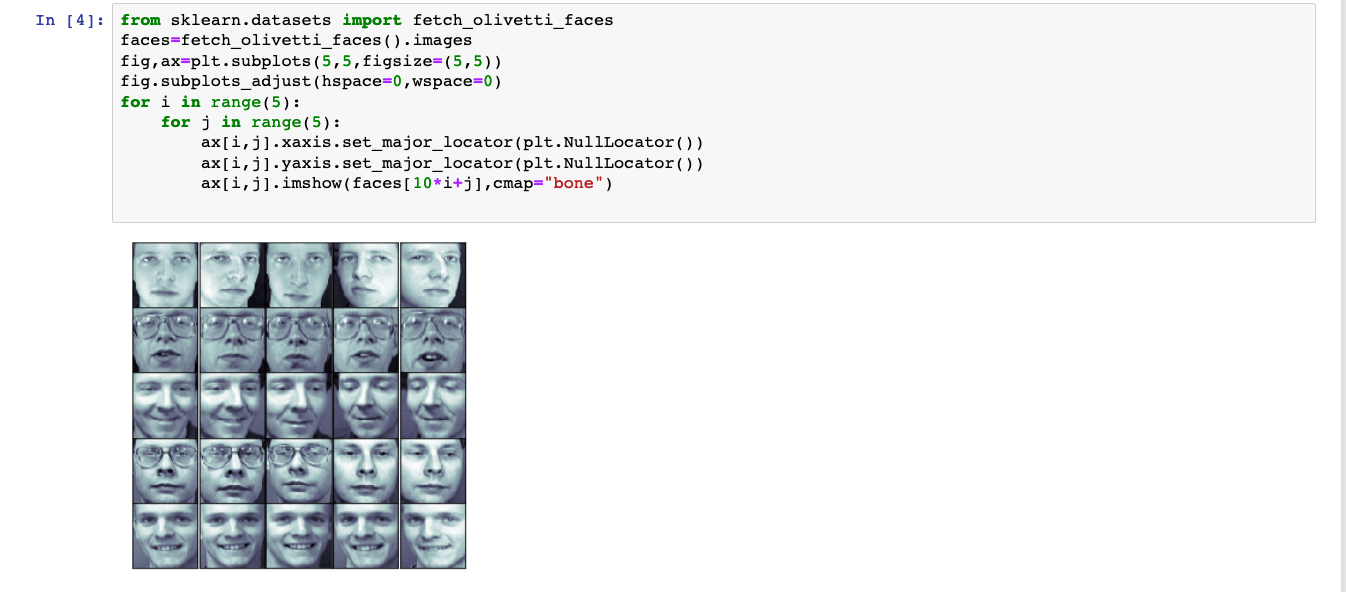 In [4]: from sklearn.datasets import fetch_olivetti_faces
faces=fetch_olivetti_faces().images
fig,ax=plt.subplots(5,5,figsize=(5,5))
fig.subplots_adjust(hspace=0,wspace=0)
for i in range(5):
    for j in range(5):
        ax[i,j].xaxis.set_major_locator(plt.NullLocator())
        ax[i,j].yaxis.set_major_locator(plt.NullLocator())
        ax[i,j].imshow(faces[10*i+j],cmap="bone")